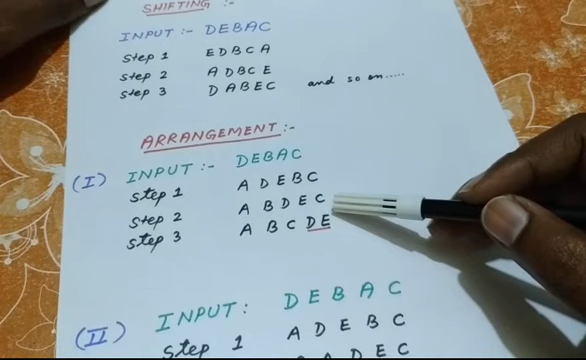 SHIFTING :-
INPUT :- DEBAC
Step 1 E D B C A
Step 2 A D B C E
Step 3 D A B E C and so on.....
ARRANGEMENT :-
(I) INPUT :- DEBAC
Step 1 A D E B C
Step 2 A B D E C
Step 3 A B C D E
(II) INPUT : D E B A C
Step 1 A D E B C
A D E C